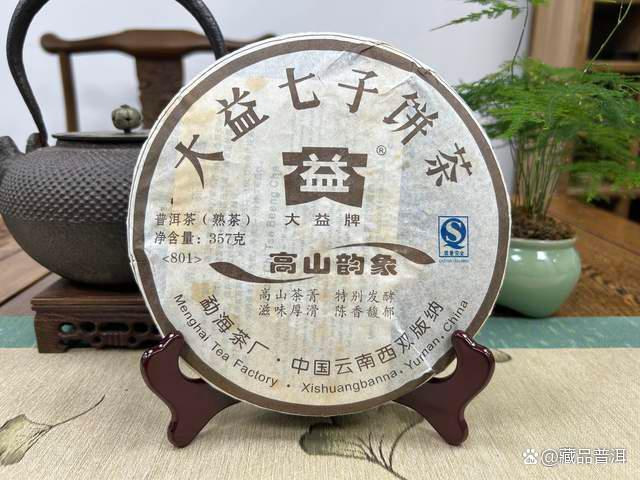 大益七子饼茶
益®
大益牌
普洱茶（熟茶）
净含量：357克
<801>
高山韵象
高山茶菁 特别发酵
滋味厚滑 陈香馥郁
勐海茶厂·中国云南西双版纳
Menghai Tea Factory · Xishuangbanna, Yunnan, China
@藏品普洱